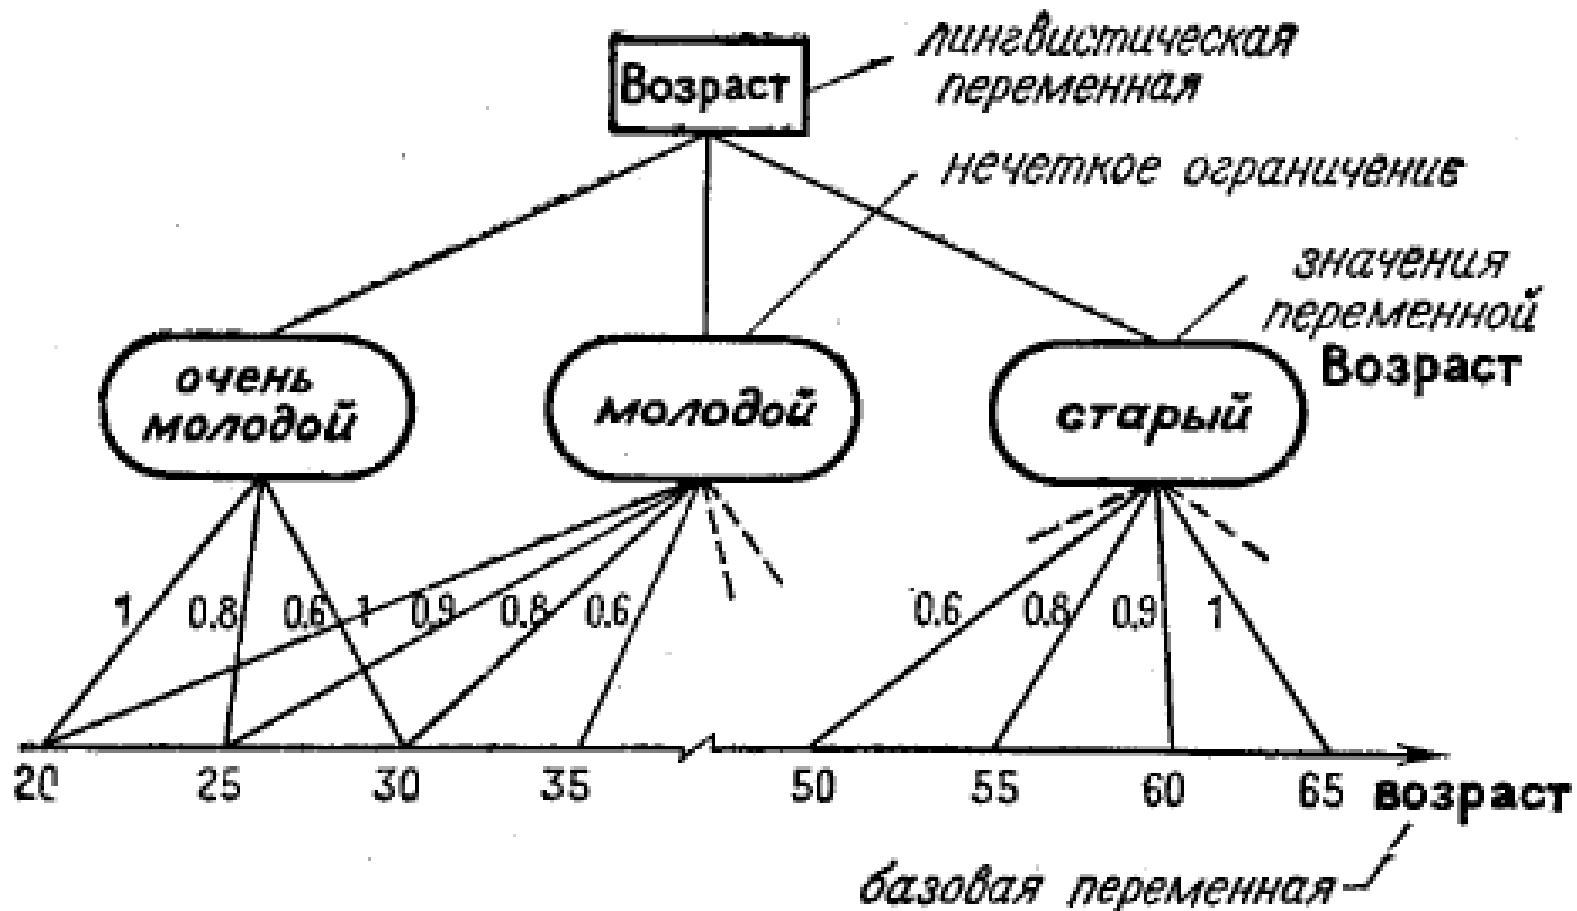 лингвистическая
переменная
Возраст
нечеткое ограничение
значения
переменной
Возраст
очень
молодой
молодой
старый
1 0.8 0.6 1 0.9 0.8 0.6 0.6 0.8 0.9 1
20 25 30 35 50 55 60 65 возраст
базовая переменная